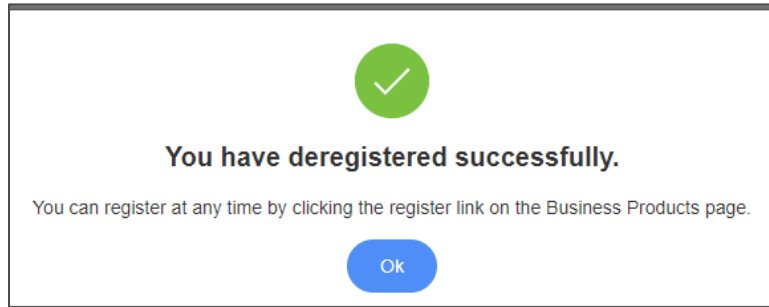 You have deregistered successfully.
You can register at any time by clicking the register link on the Business Products page.
Ok